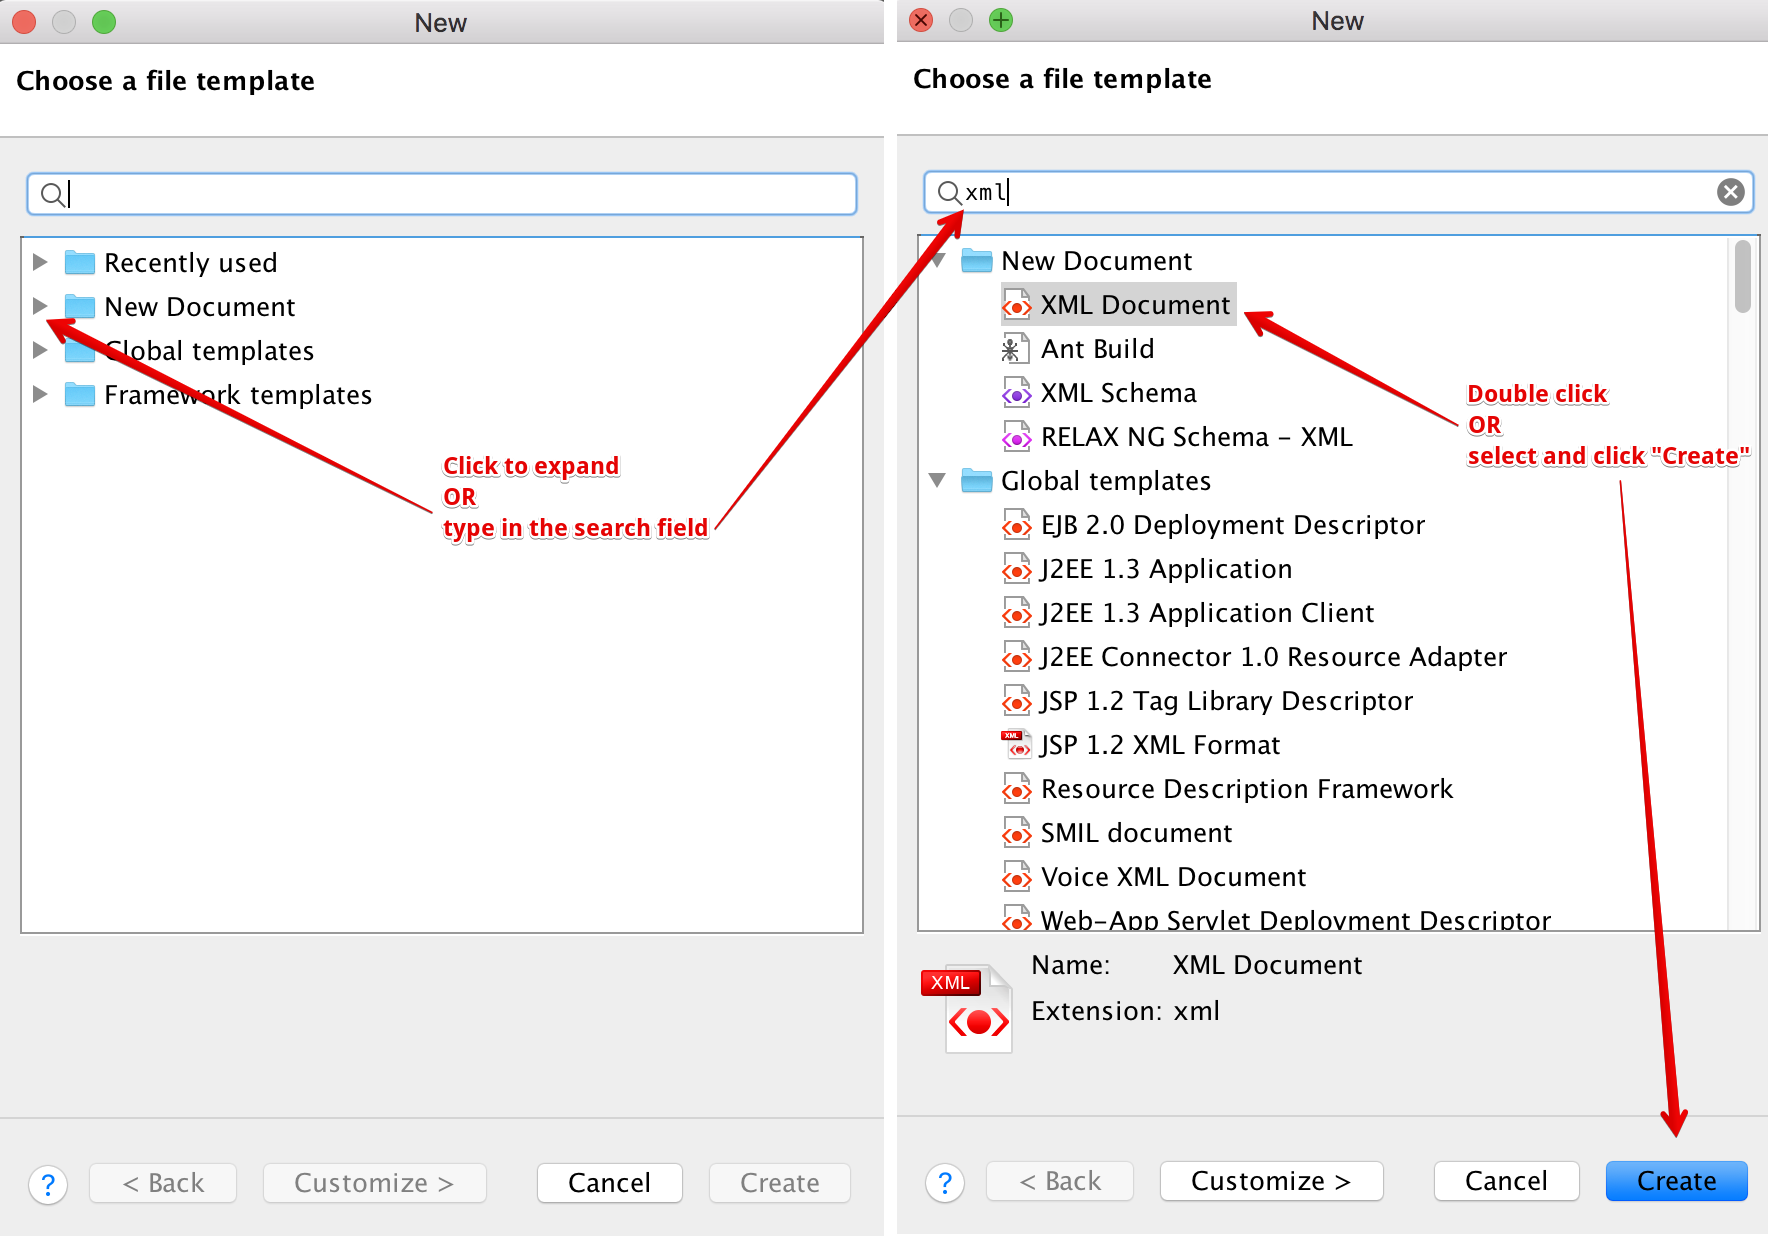 New
Choose a file template
Recently used
New Document
Global templates
Framework templates
Click to expand
OR
type in the search field
?
< Back
Customize >
Cancel
Create
New
Choose a file template
xml
New Document
XML Document
Ant Build
XML Schema
RELAX NG Schema – XML
Double click
OR
select and click "Create"
Global templates
EJB 2.0 Deployment Descriptor
J2EE 1.3 Application
J2EE 1.3 Application Client
J2EE Connector 1.0 Resource Adapter
JSP 1.2 Tag Library Descriptor
XML
JSP 1.2 XML Format
Resource Description Framework
SMIL document
Voice XML Document
Web-App Servlet Deployment Descriptor
XML
Name: XML Document
Extension: xml
?
< Back
Customize >
Cancel
Create